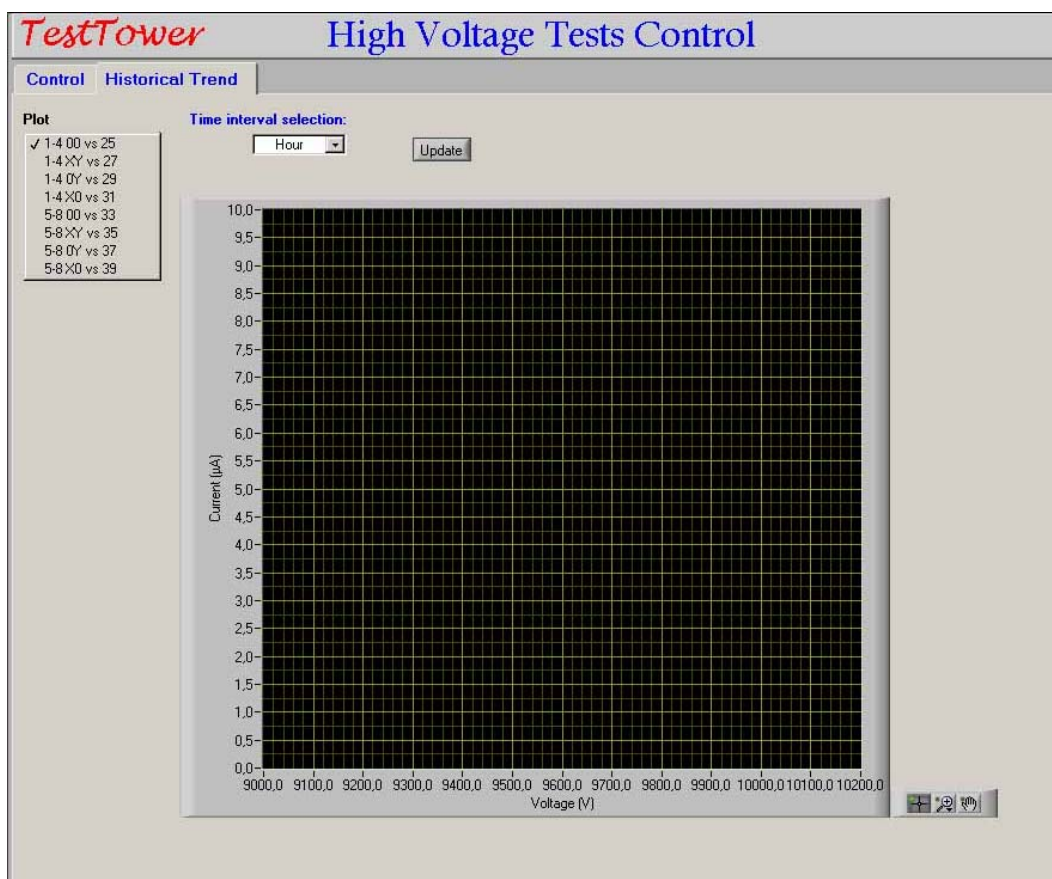 TestTower
High Voltage Tests Control
Control Historical Trend
Plot
✓ 1-4 00 vs 25
1-4 XY vs 27
1-4 0Y vs 29
1-4 X0 vs 31
5-8 00 vs 33
5-8 XY vs 35
5-8 0Y vs 37
5-8 X0 vs 39
Time interval selection:
Hour
Update
Current (µA)
10,0
9,5
9,0
8,5
8,0
7,5
7,0
6,5
6,0
5,5
5,0
4,5
4,0
3,5
3,0
2,5
2,0
1,5
1,0
0,5
0,0
9000,0 9100,0 9200,0 9300,0 9400,0 9500,0 9600,0 9700,0 9800,0 9900,0 10000,0 10100,0 10200,0
Voltage (V)